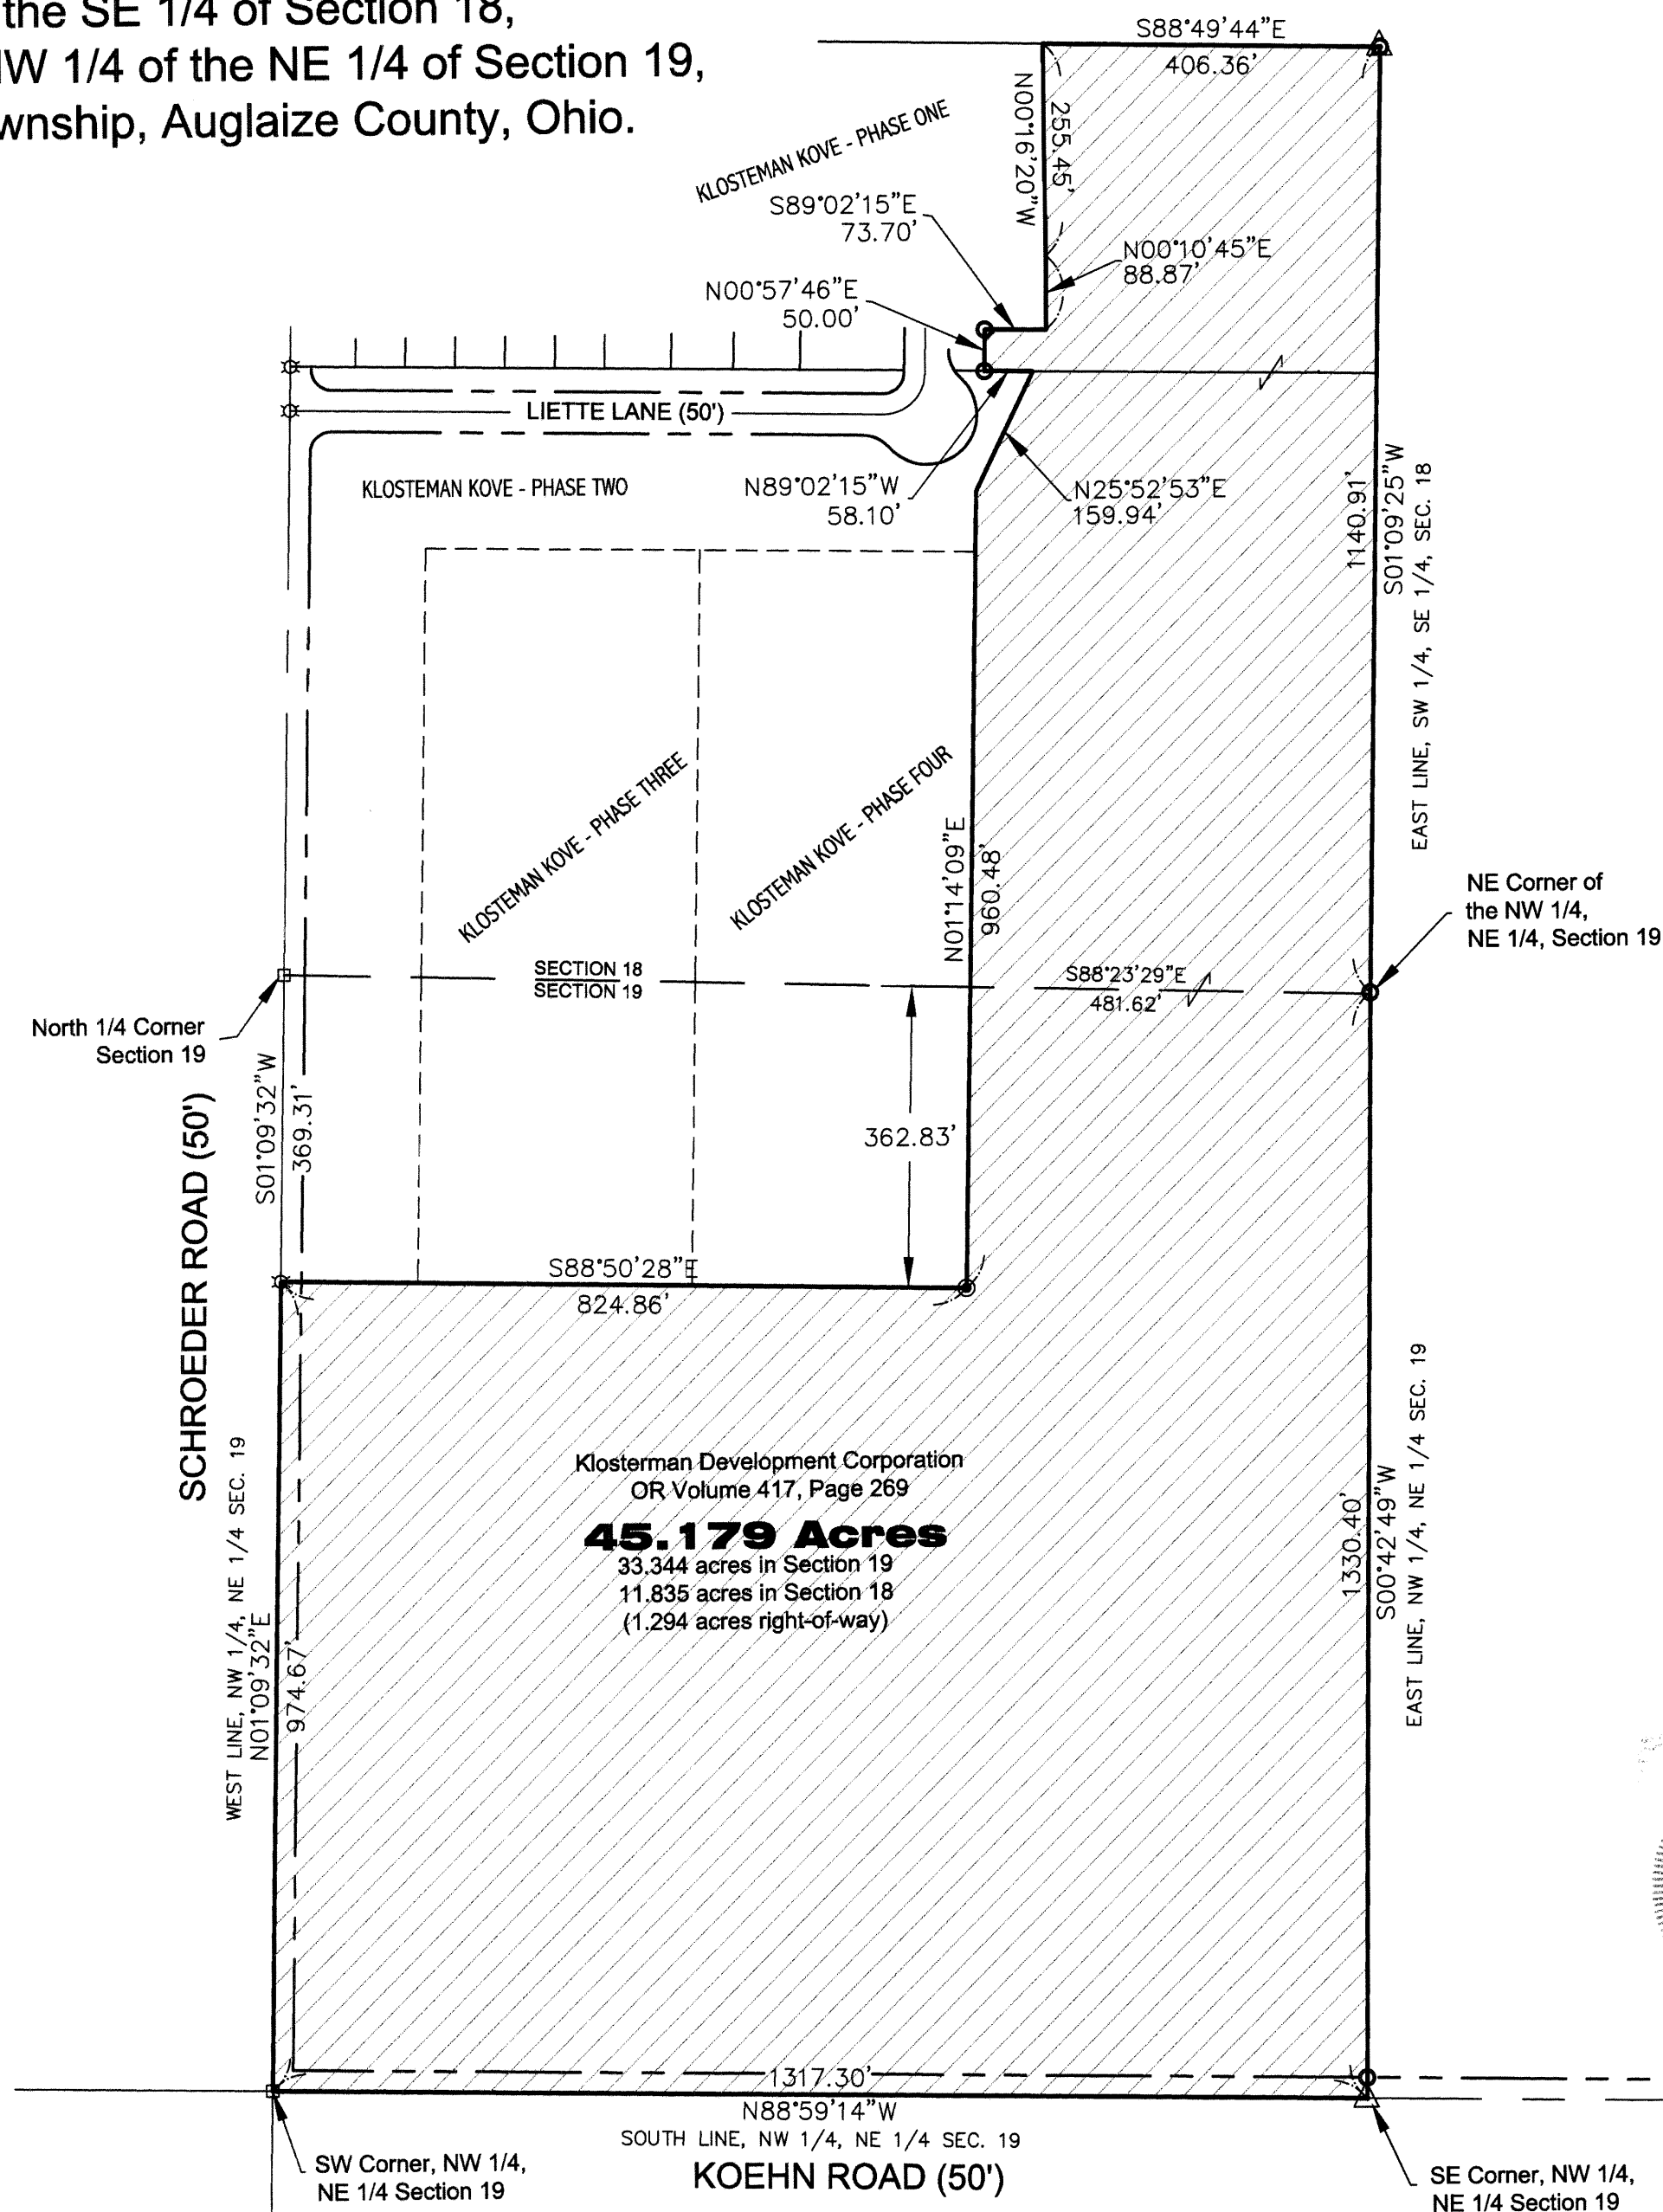 the SE 1/4 of Section 18,
NW 1/4 of the NE 1/4 of Section 19,
wnship, Auglaize County, Ohio.
S88°49'44"E
406.36'
N00°16'20"W
255.45'
KLOSTEMAN KOVE - PHASE ONE
S89°02'15"E
73.70'
N00°10'45"E
88.87'
N00°57'46"E
50.00'
LIETTE LANE (50')
KLOSTEMAN KOVE - PHASE TWO
N89°02'15"W
58.10'
N25°52'53"E
159.94'
1140.91'
S01°09'25"W
EAST LINE, SW 1/4, SE 1/4, SEC. 18
KLOSTEMAN KOVE - PHASE THREE
KLOSTEMAN KOVE - PHASE FOUR
N01°14'09"E
960.48'
NE Corner of
the NW 1/4,
NE 1/4, Section 19
SECTION 18
SECTION 19
S88°23'29"E
481.62'
North 1/4 Corner
Section 19
S01°09'32"W
369.31'
362.83'
SCHROEDER ROAD (50')
S88°50'28"E
824.86'
WEST LINE, NW 1/4, NE 1/4 SEC. 19
N01°09'32"E
974.67'
Klosterman Development Corporation
OR Volume 417, Page 269
45.179 Acres
33.344 acres in Section 19
11.835 acres in Section 18
(1.294 acres right-of-way)
1330.40'
S00°42'49"W
EAST LINE, NW 1/4, NE 1/4 SEC. 19
1317.30'
N88°59'14"W
SOUTH LINE, NW 1/4, NE 1/4 SEC. 19
KOEHN ROAD (50')
SW Corner, NW 1/4,
NE 1/4 Section 19
SE Corner, NW 1/4,
NE 1/4 Section 19